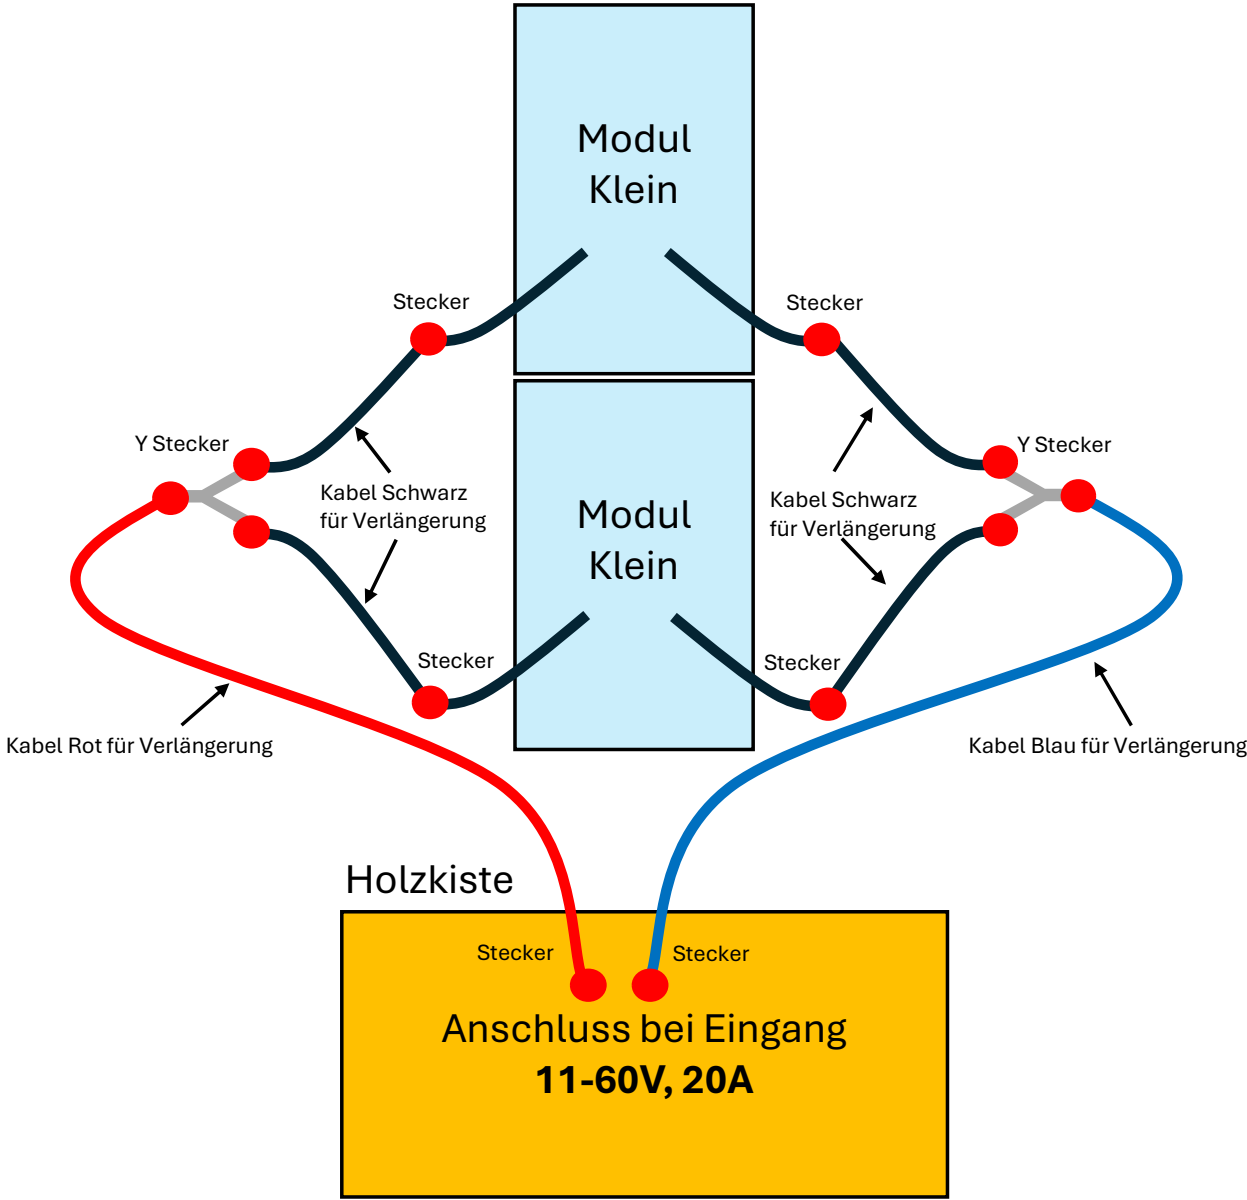 Modul
Klein
Stecker
Stecker
Y Stecker
Y Stecker
Kabel Schwarz
für Verlängerung
Kabel Schwarz
für Verlängerung
Modul
Klein
Stecker
Stecker
Kabel Rot für Verlängerung
Kabel Blau für Verlängerung
Holzkiste
Stecker
Stecker
Anschluss bei Eingang
11-60V, 20A